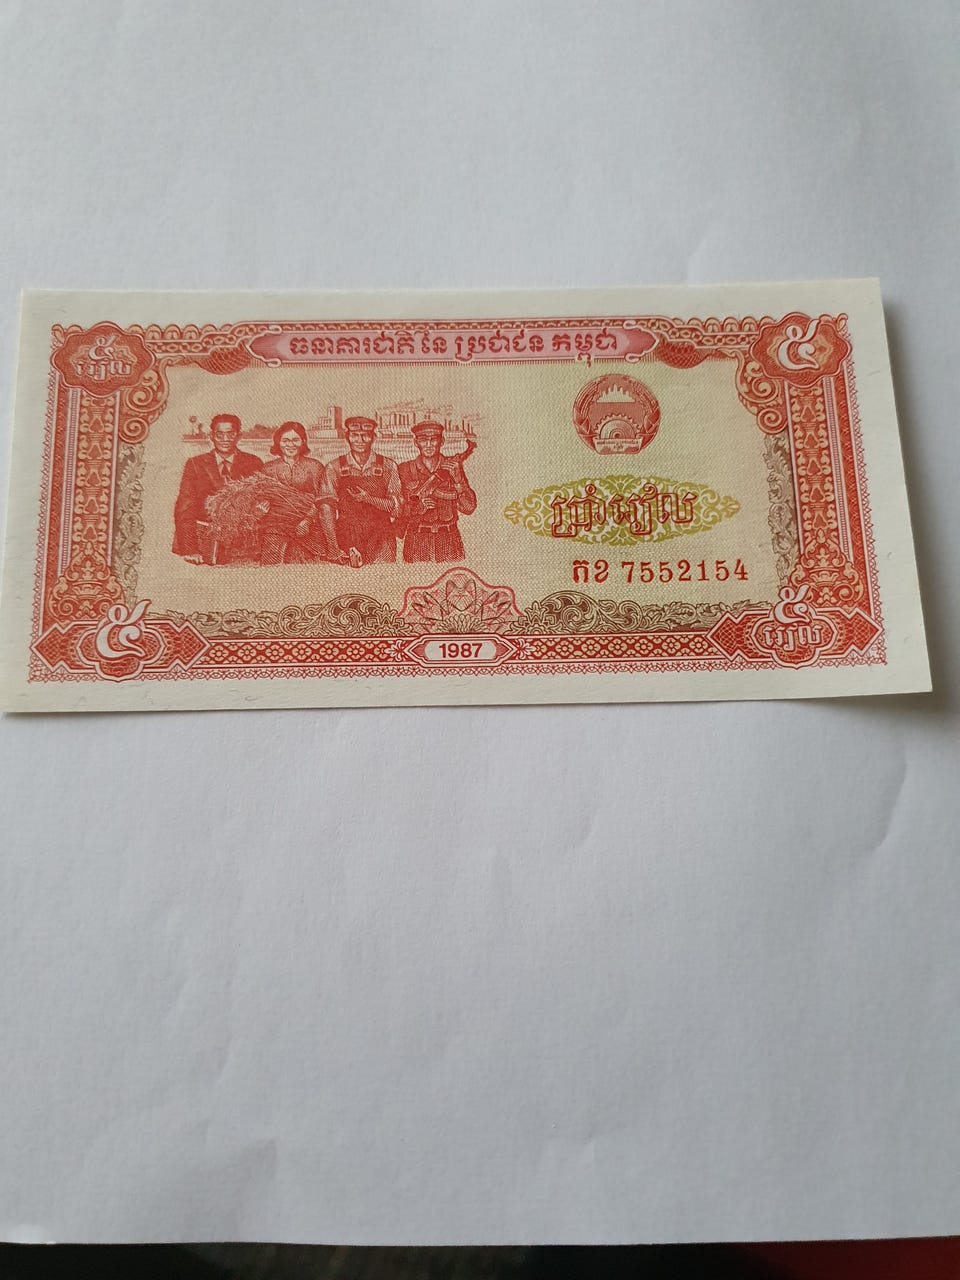 ធនាគារជាតិ នៃ ប្រជាជន កម្ពុជា
៥
រៀល
៥
ប្រាំរៀល
កខ 7552154
៥
1987
៥
រៀល